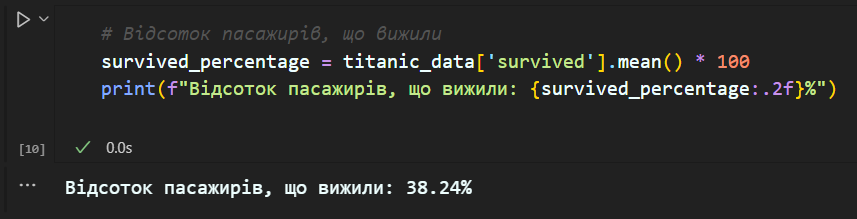 # Відсоток пасажирів, що вижили
survived_percentage = titanic_data['survived'].mean() * 100
print(f"Відсоток пасажирів, що вижили: {survived_percentage:.2f}%")
[10]
0.0s
...
Відсоток пасажирів, що вижили: 38.24%